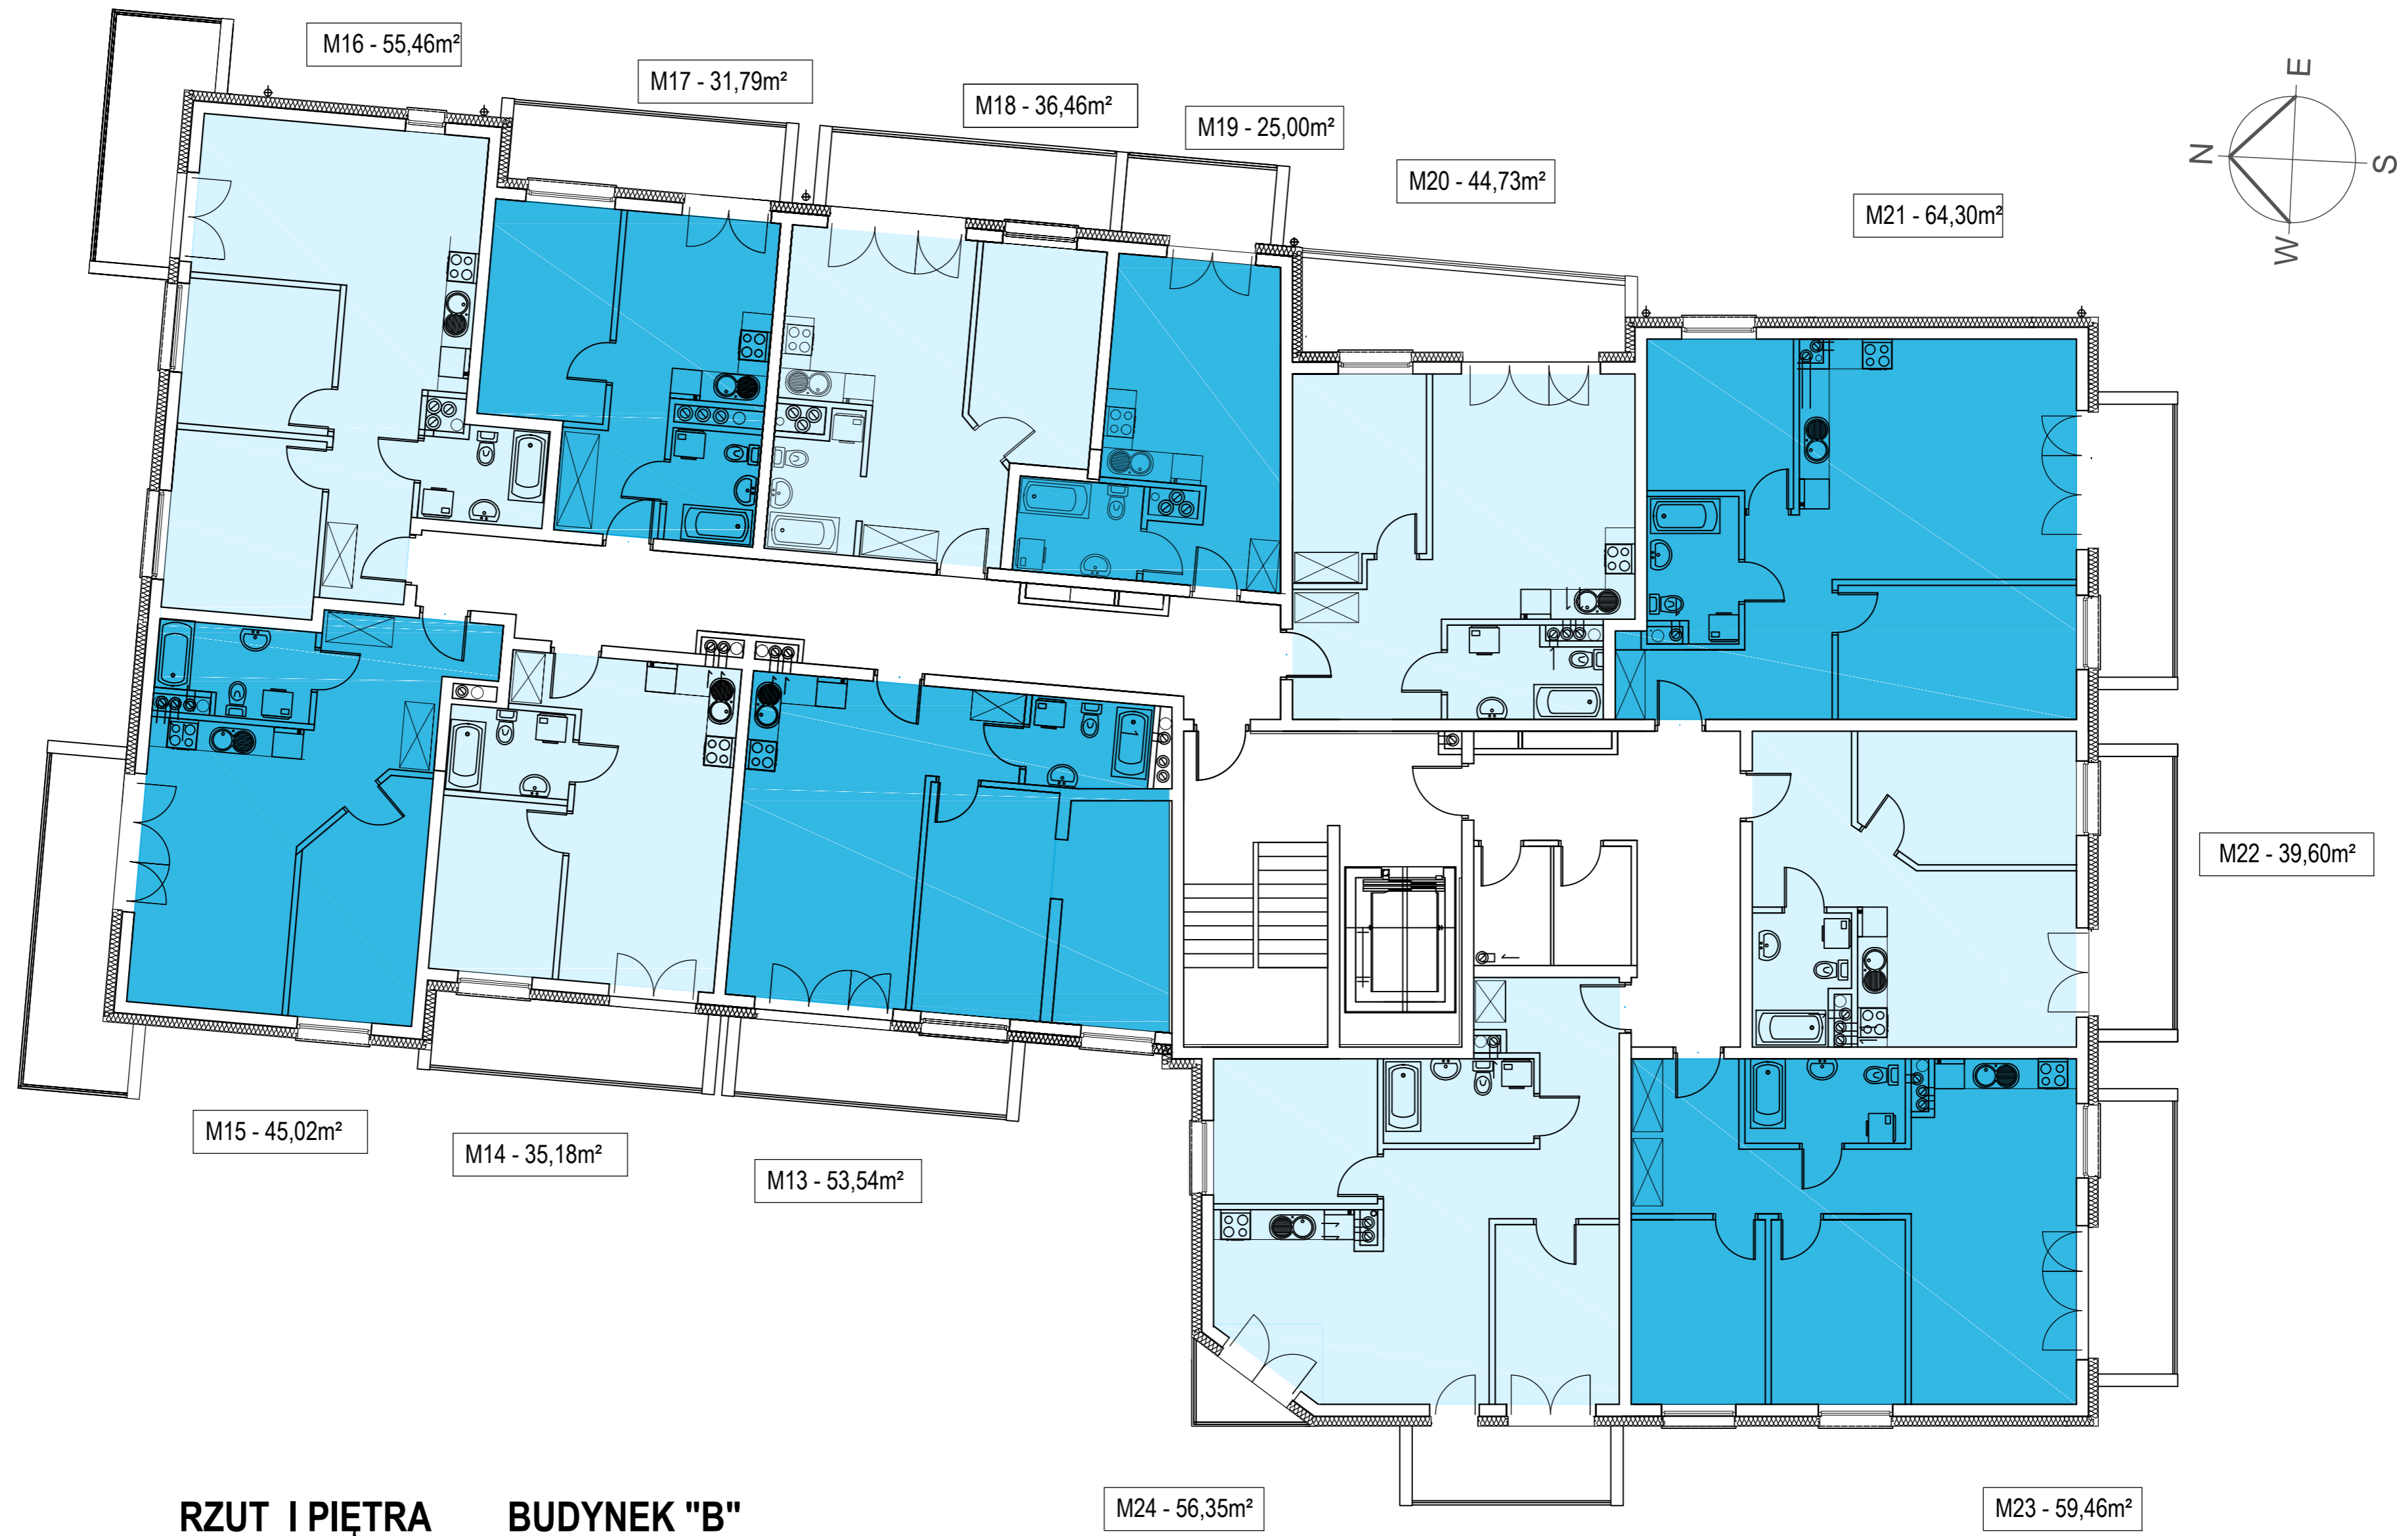 M16 - 55,46m²
M17 - 31,79m²
M18 - 36,46m²
M19 - 25,00m²
M20 - 44,73m²
M21 - 64,30m²
E
N
S
W
M22 - 39,60m²
M15 - 45,02m²
M14 - 35,18m²
M13 - 53,54m²
M24 - 56,35m²
M23 - 59,46m²
RZUT I PIĘTRA BUDYNEK "B"